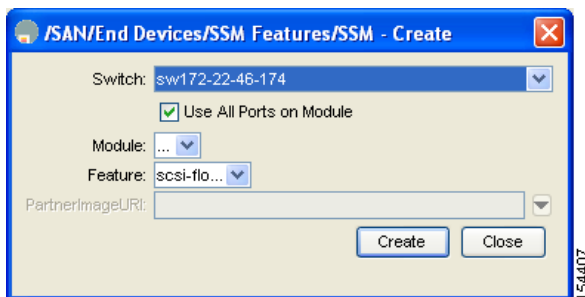 /SAN/End Devices/SSM Features/SSM - Create
Switch: sw172-22-46-174
Use All Ports on Module
Module: ...
Feature: scsi-flo...
PartnerImageURI:
Create Close
154407